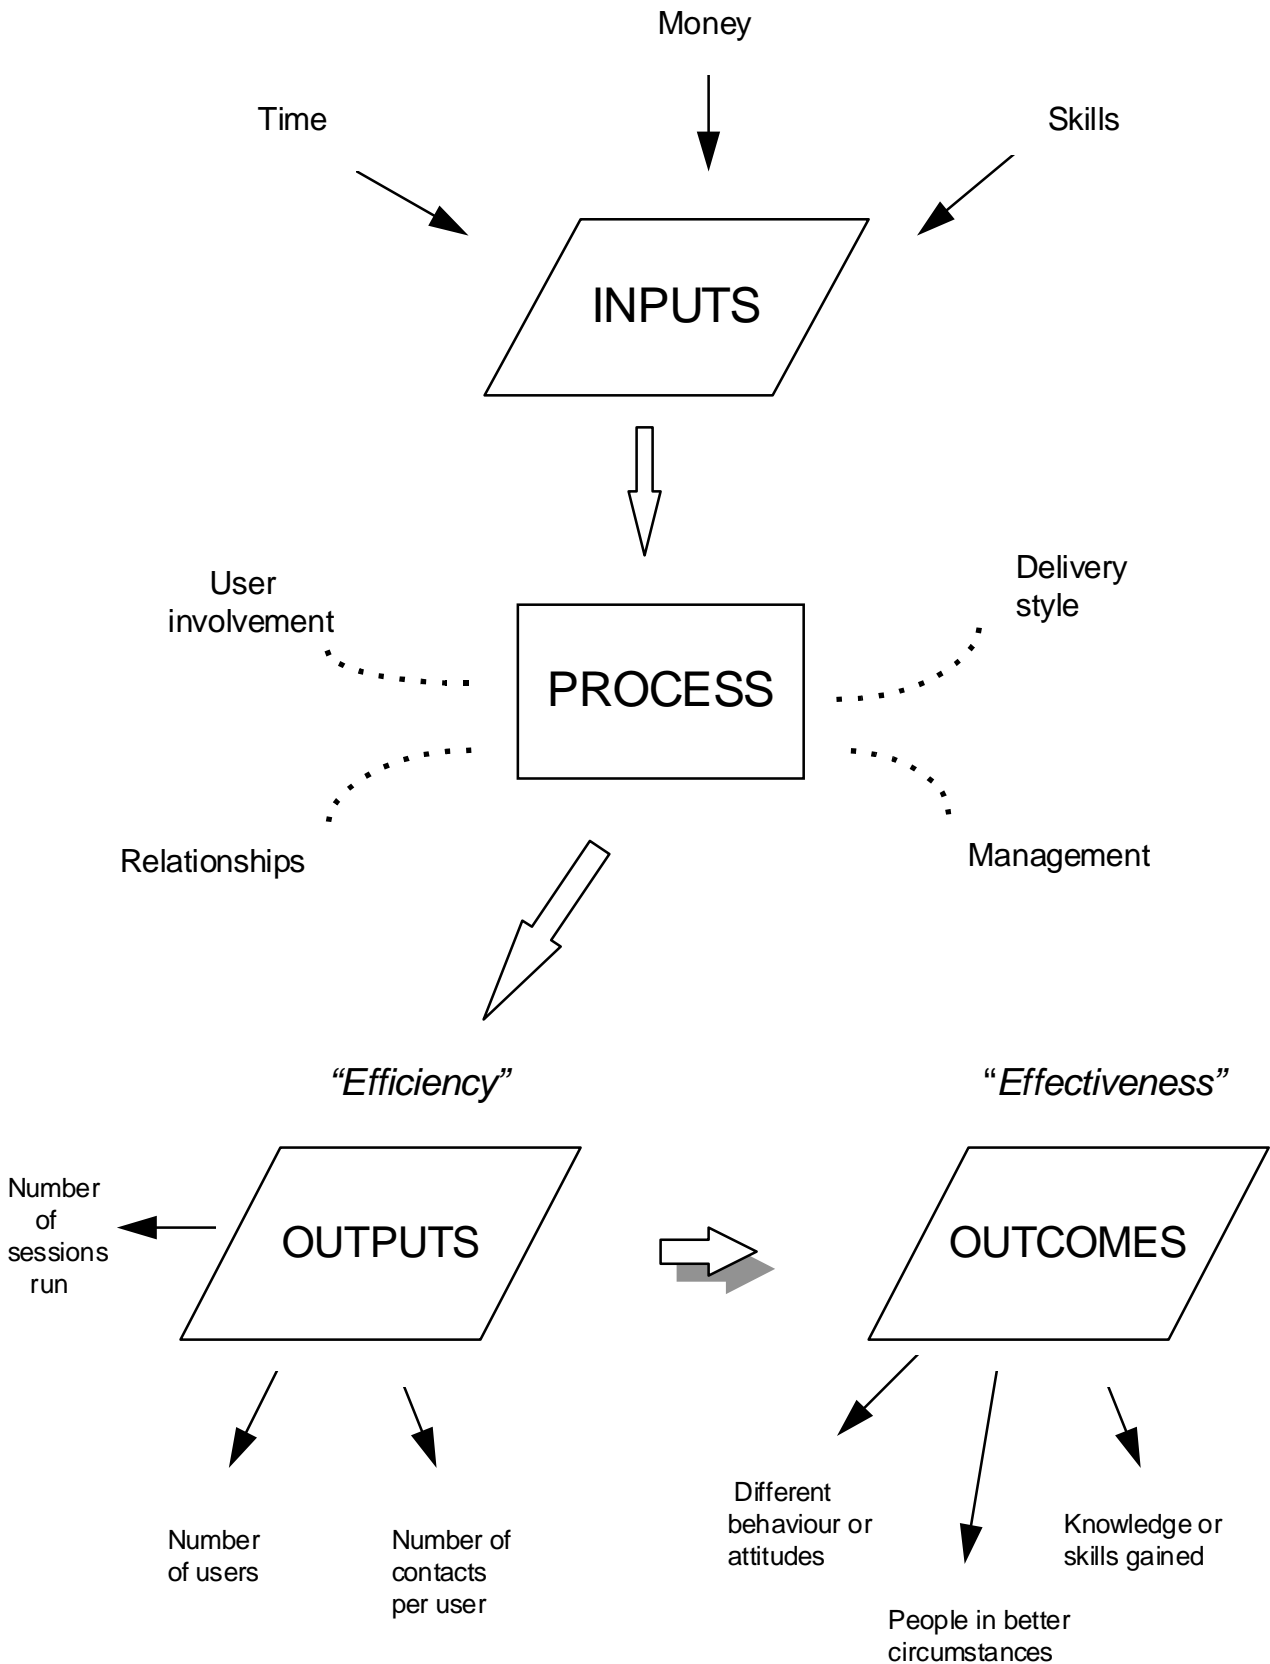 Money
Time
Skills
INPUTS
User
involvement
Delivery
style
PROCESS
Relationships
Management
“Efficiency”
“Effectiveness”
Number
of
sessions
run
OUTPUTS
OUTCOMES
Number
of users
Number of
contacts
per user
Different
behaviour or
attitudes
People in better
circumstances
Knowledge or
skills gained